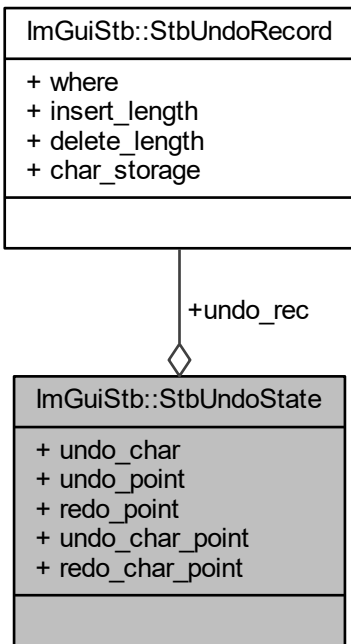 ImGuiStb::StbUndoRecord
+ where
+ insert_length
+ delete_length
+ char_storage
+undo_rec
ImGuiStb::StbUndoState
+ undo_char
+ undo_point
+ redo_point
+ undo_char_point
+ redo_char_point